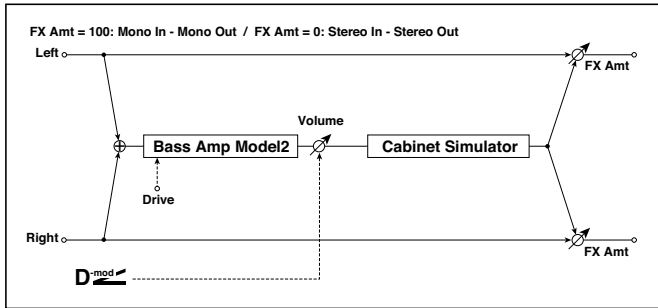 FX Amt = 100: Mono In - Mono Out / FX Amt = 0: Stereo In - Stereo Out
Left
FX Amt
Volume
Bass Amp Model2
Cabinet Simulator
Drive
Right
FX Amt
D-mod